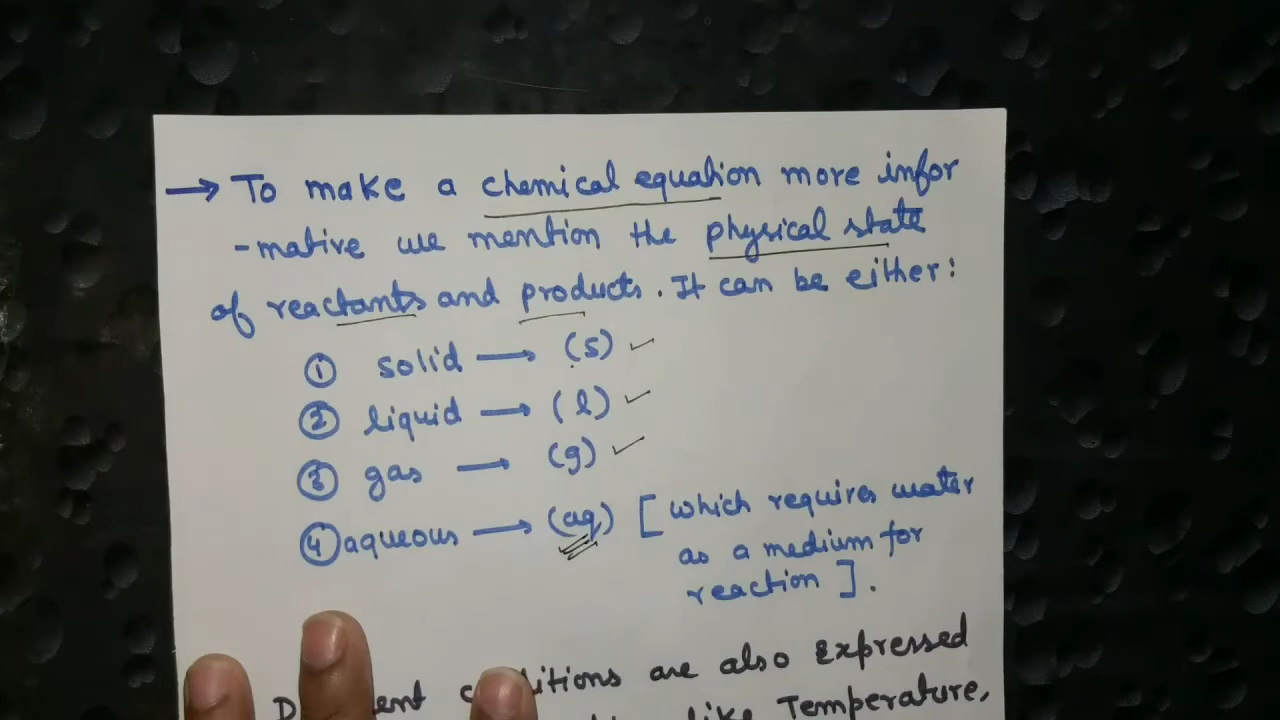 → To make a chemical equation more infor
-mative we mention the physical state
of reactants and products. It can be either:
① solid → (s) ✓
② liquid → (l) ✓
③ gas → (g) ✓
④ aqueous → (aq) [which requires water
as a medium for
reaction].
are also expressed
like Temperature,